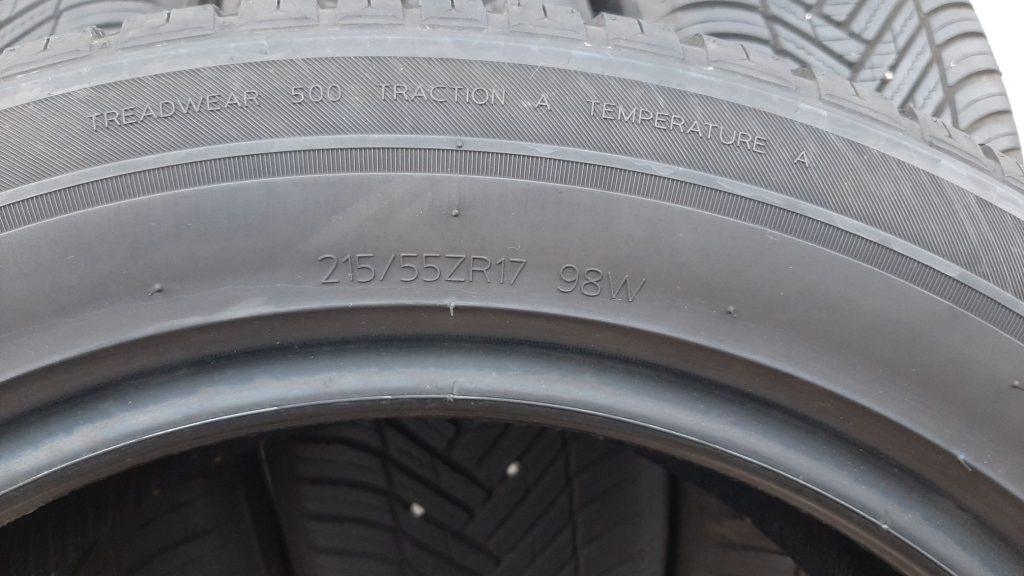 TREADWEAR 500 TRACTION A TEMPERATURE A
215/55ZR17 98W